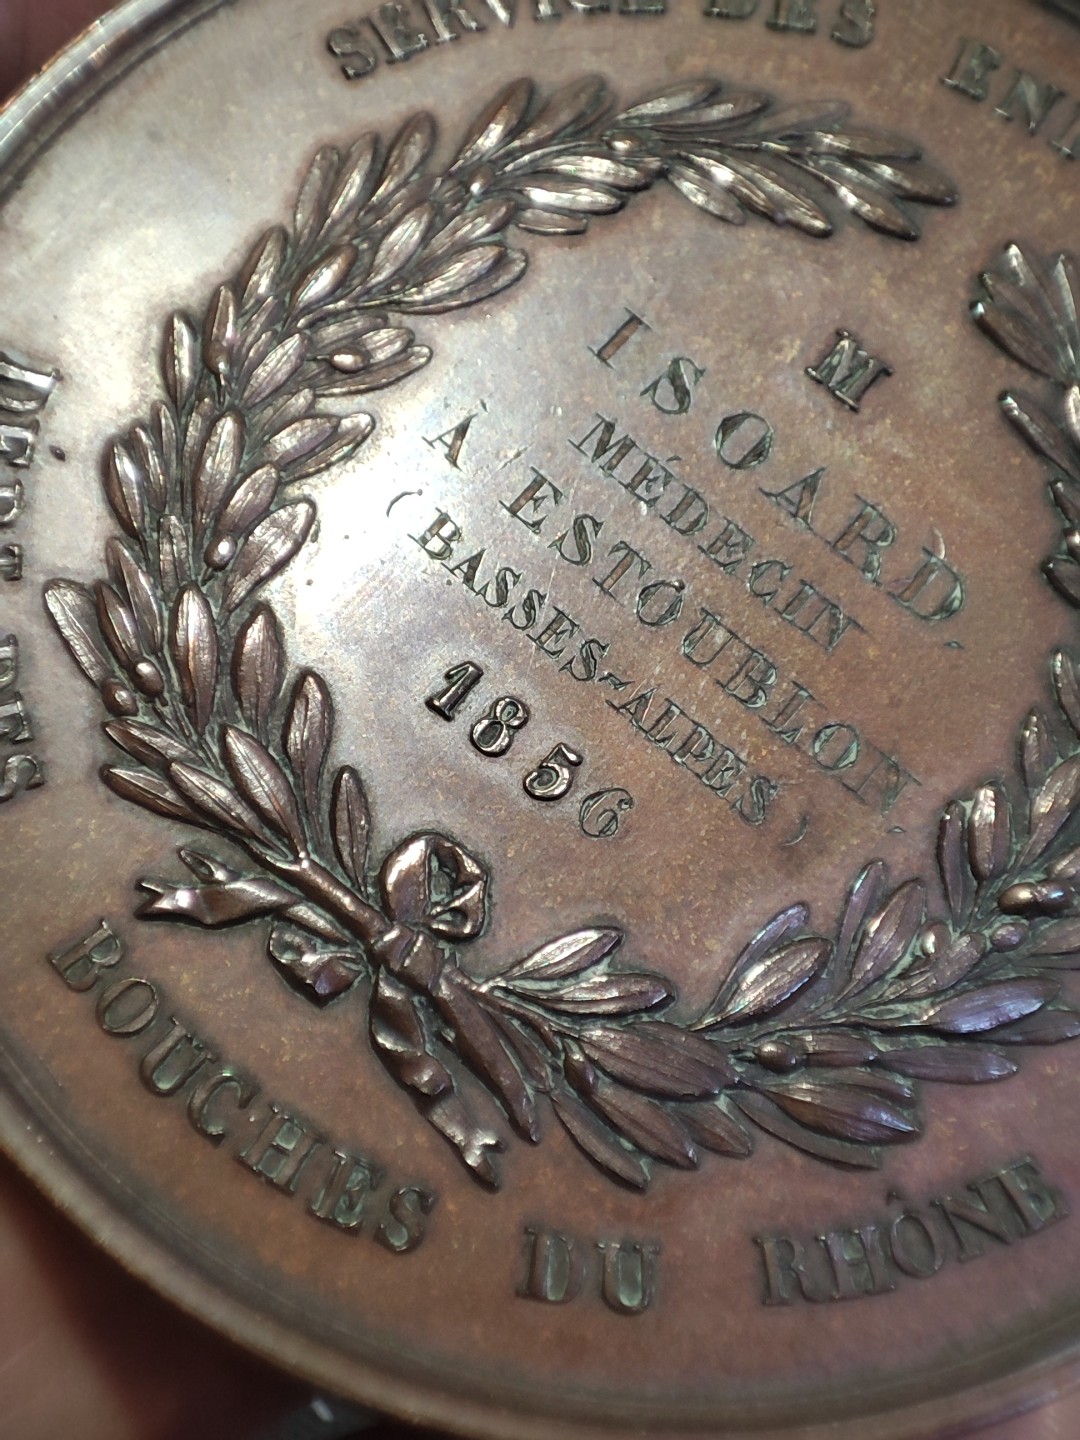 SERVICE DES
DÉPT DES
BOUCHES DU RHÔNE
M
ISOARD,
MÉDECIN
À ESTOUBLON,
(BASSES-ALPES)
1856